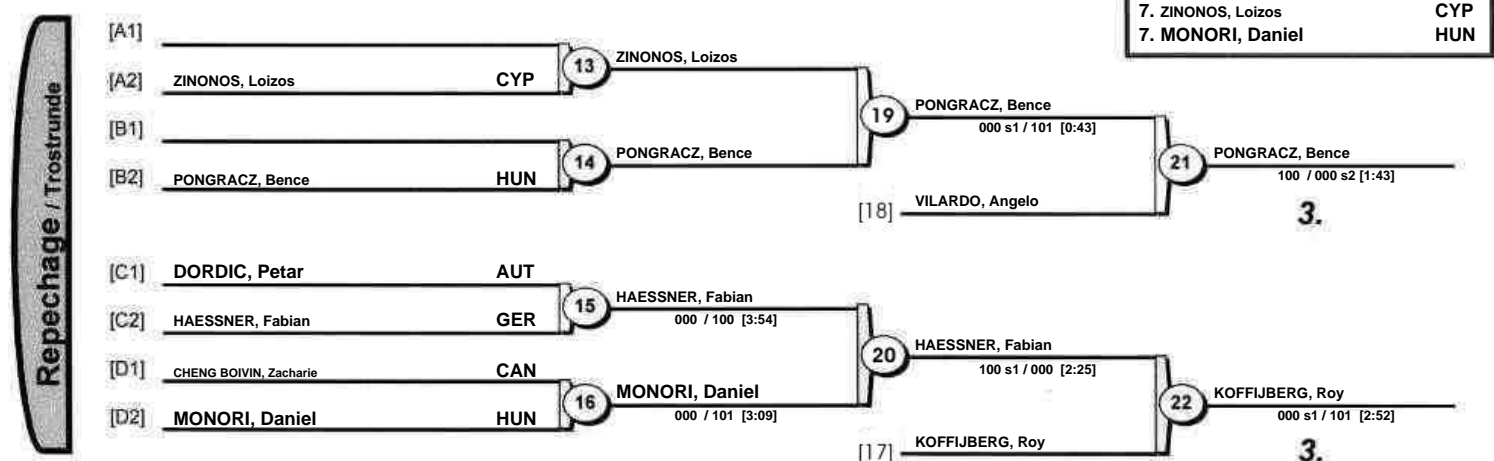 7. ZINONOS, Loizos CYP
7. MONORI, Daniel HUN
Repechage / Trostrunde
[A1]
[A2] ZINONOS, Loizos CYP
13 ZINONOS, Loizos
[B1]
[B2] PONGRACZ, Bence HUN
14 PONGRACZ, Bence
19 PONGRACZ, Bence
000 s1 / 101 [0:43]
[18] VILARDO, Angelo
21 PONGRACZ, Bence
100 / 000 s2 [1:43]
3.
[C1] DORDIC, Petar AUT
[C2] HAESSNER, Fabian GER
15 HAESSNER, Fabian
000 / 100 [3:54]
[D1] CHENG BOIVIN, Zacharie CAN
[D2] MONORI, Daniel HUN
16 MONORI, Daniel
000 / 101 [3:09]
20 HAESSNER, Fabian
100 s1 / 000 [2:25]
[17] KOFFIJBERG, Roy
22 KOFFIJBERG, Roy
000 s1 / 101 [2:52]
3.